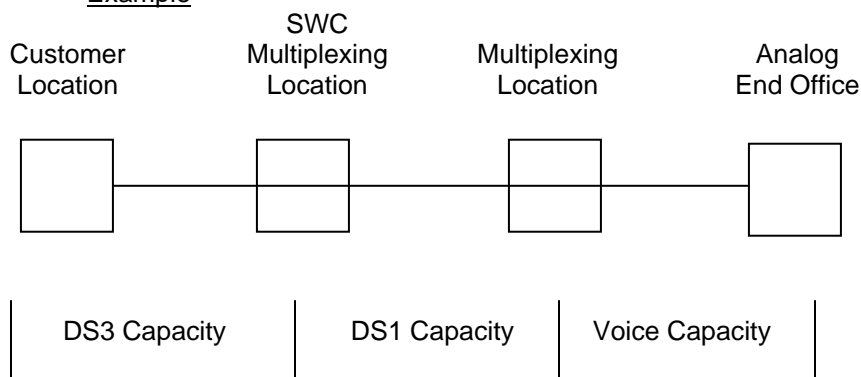 Example
SWC
Customer Multiplexing Multiplexing Analog
Location Location Location End Office
DS3 Capacity DS1 Capacity Voice Capacity